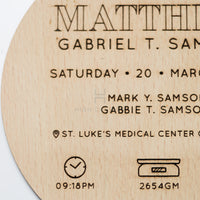 MATTH
GABRIEL T. SAM
SATURDAY • 20 • MAR
MARK Y. SAMSO
GABBIE T. SAMSO
ST. LUKE'S MEDICAL CENTER
09:18PM 2654GM